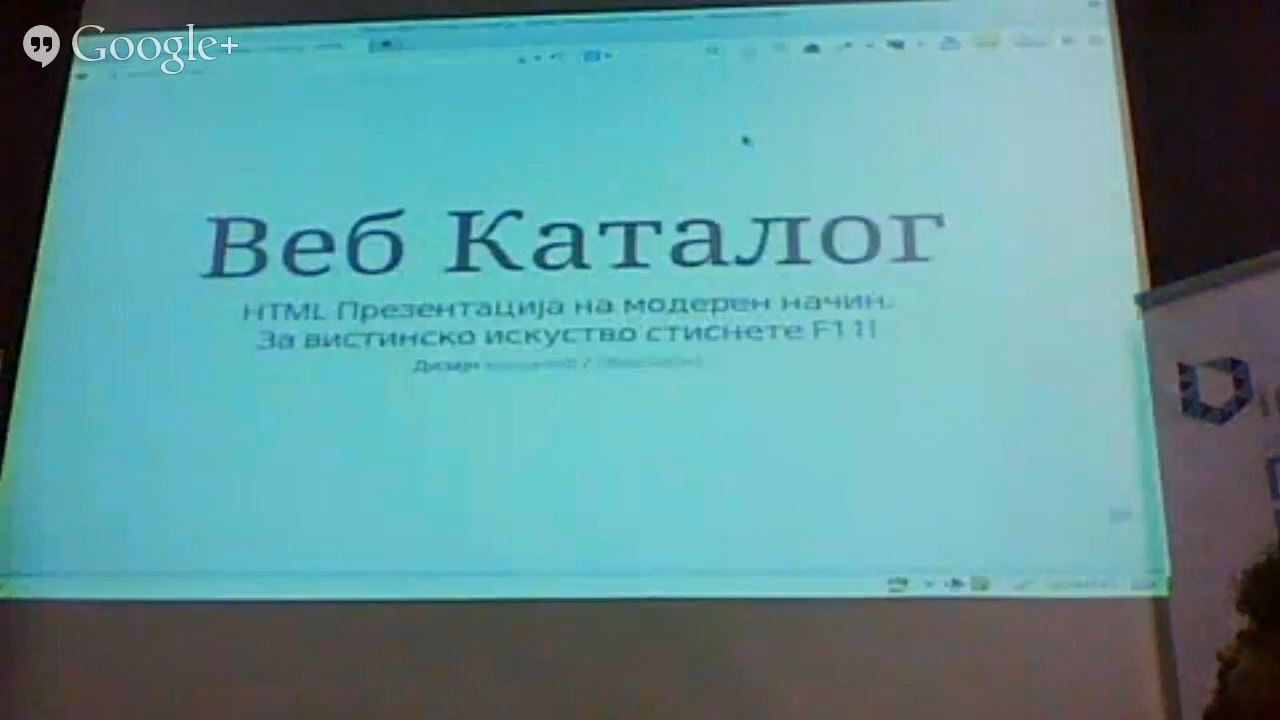 Google+
Веб Каталог
HTML Презентација на модерен начин.
За вистинско искуство стиснете F11!
Дизајн